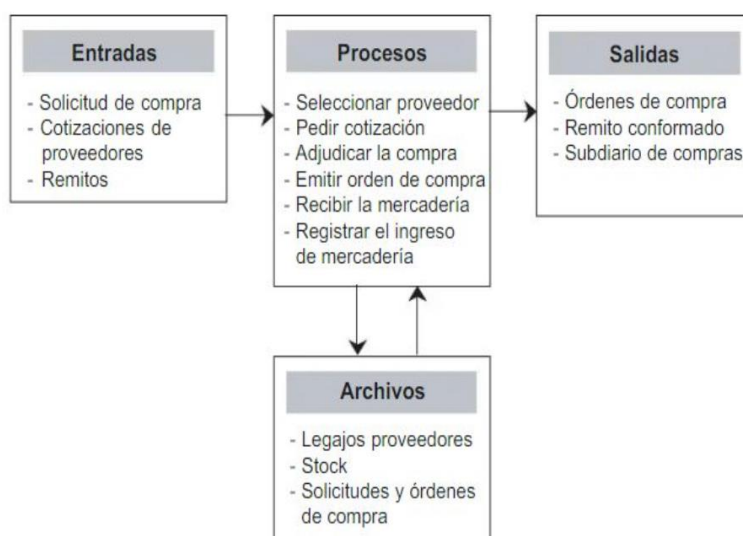 Entradas
- Solicitud de compra
- Cotizaciones de
proveedores
- Remitos
Procesos
- Seleccionar proveedor
- Pedir cotización
- Adjudicar la compra
- Emitir orden de compra
- Recibir la mercadería
- Registrar el ingreso
de mercadería
Salidas
- Órdenes de compra
- Remito conformado
- Subdiario de compras
Archivos
- Legajos proveedores
- Stock
- Solicitudes y órdenes
de compra